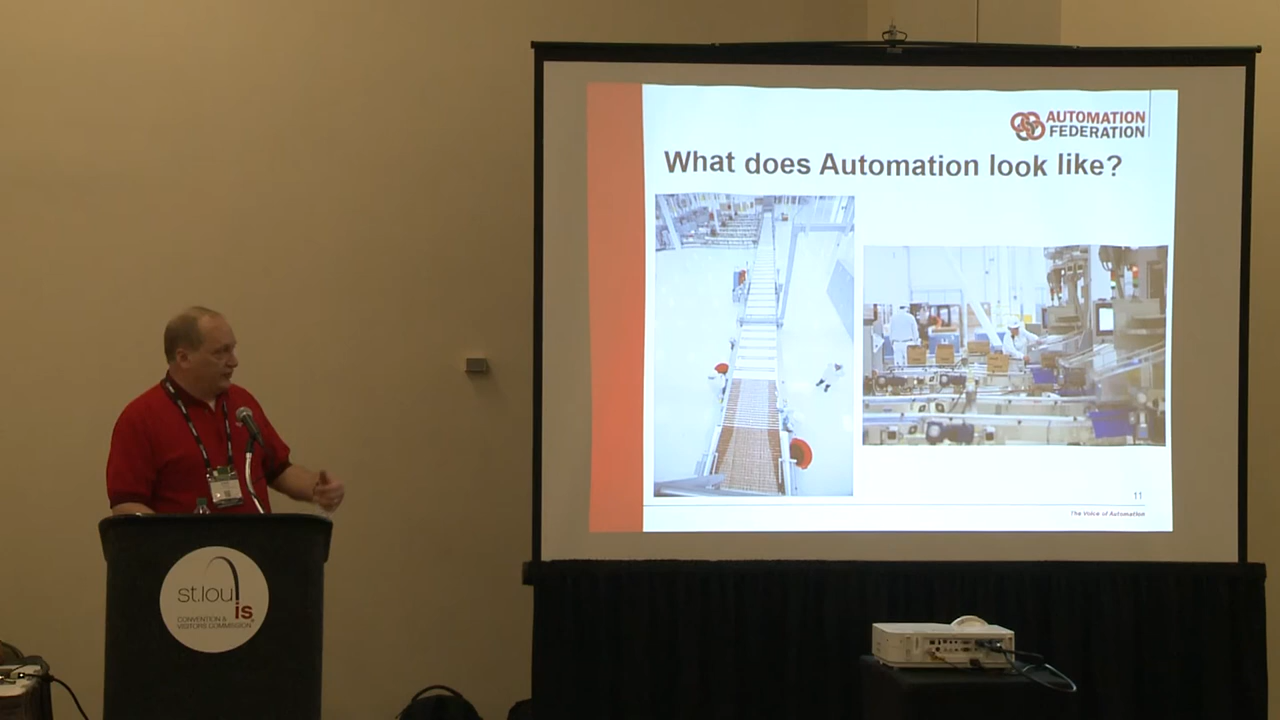 AUTOMATION
FEDERATION
What does Automation look like?
11
The Voice of Automation
st.lou
is
CONVENTION &
VISITORS COMMISSION